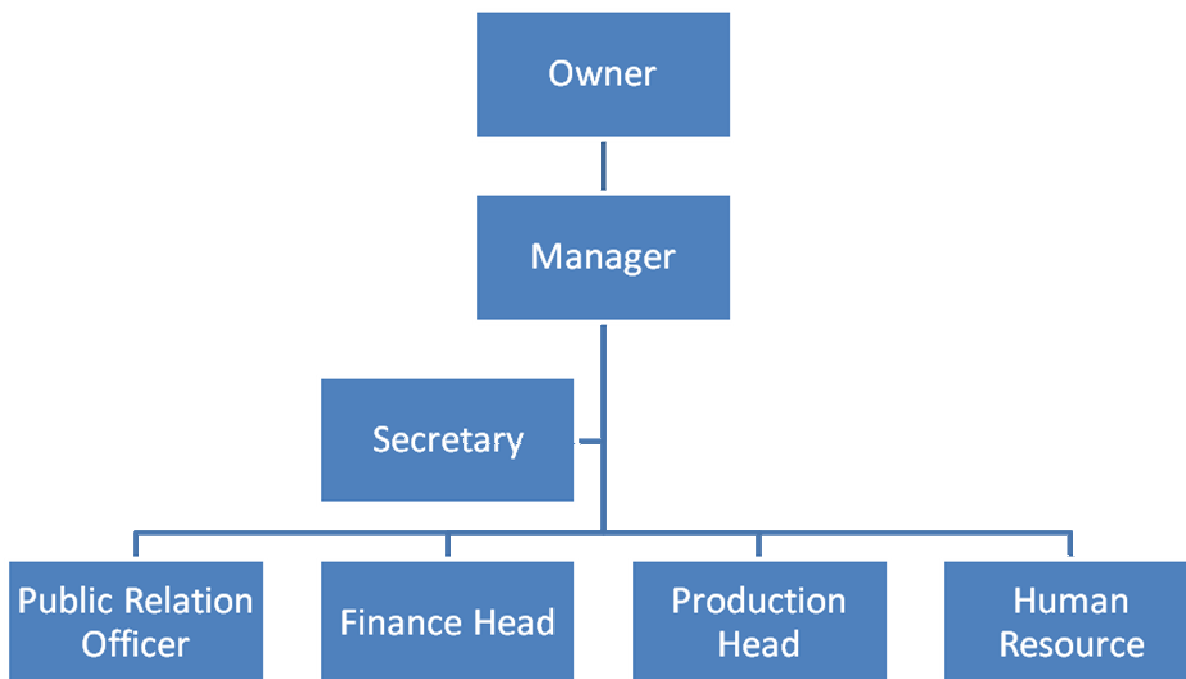 Owner
Manager
Secretary
Public Relation
Officer
Finance Head
Production
Head
Human
Resource